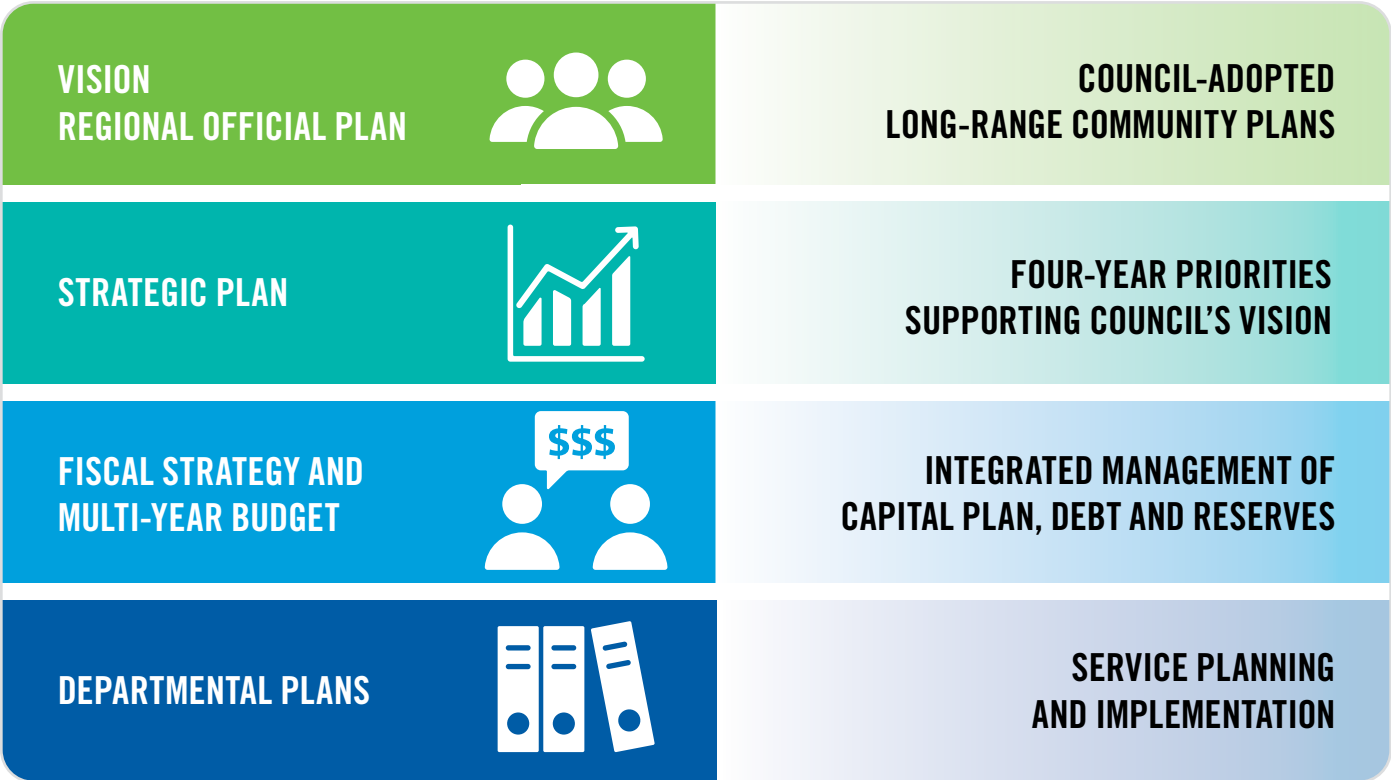 VISION
REGIONAL OFFICIAL PLAN
COUNCIL-ADOPTED
LONG-RANGE COMMUNITY PLANS
STRATEGIC PLAN
FOUR-YEAR PRIORITIES
SUPPORTING COUNCIL’S VISION
$$$
FISCAL STRATEGY AND
MULTI-YEAR BUDGET
INTEGRATED MANAGEMENT OF
CAPITAL PLAN, DEBT AND RESERVES
DEPARTMENTAL PLANS
SERVICE PLANNING
AND IMPLEMENTATION